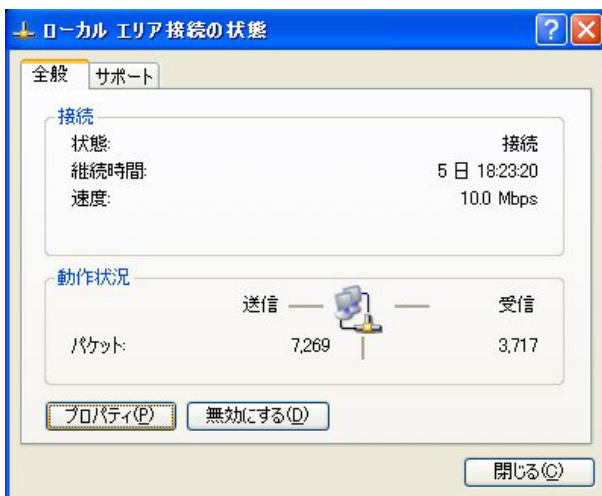 ローカル エリア接続の状態
全般 サポート
接続
状態: 接続
継続時間: 5 日 18:23:20
速度: 10.0 Mbps
動作状況
送信 受信
パケット: 7,269 3,717
プロパティ(P) 無効にする(D)
閉じる(C)